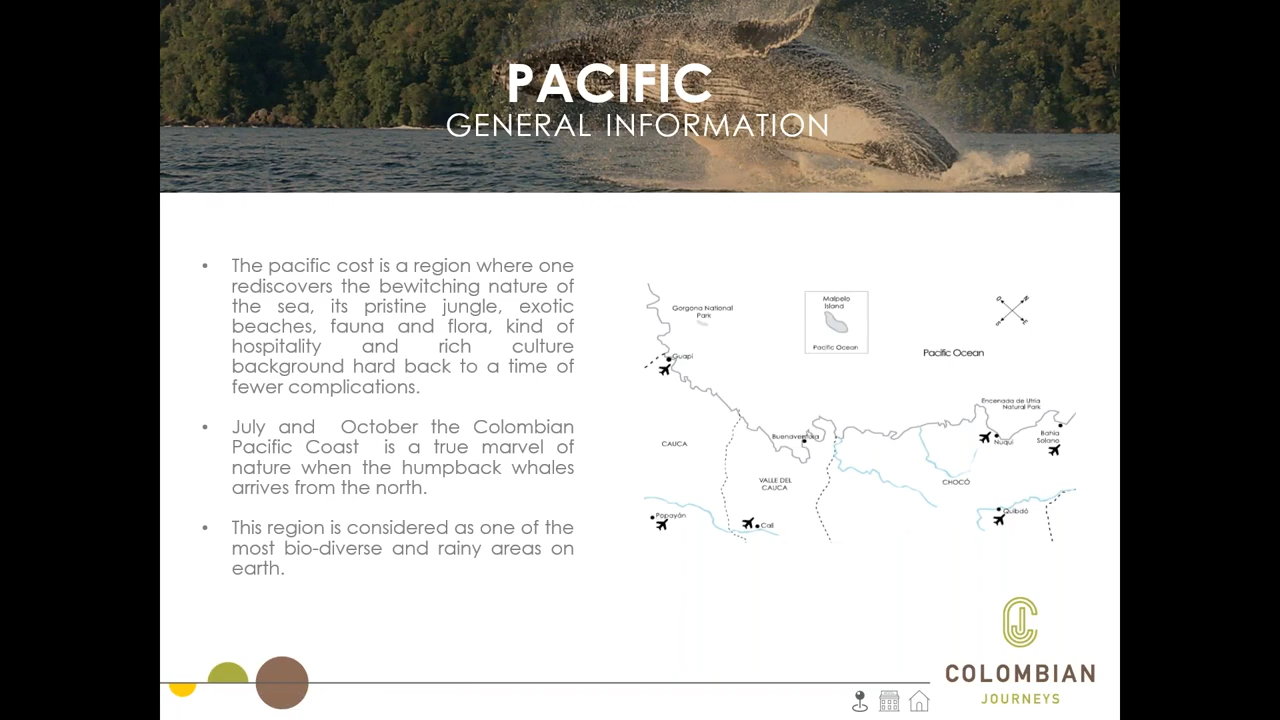 PACIFIC
GENERAL INFORMATION
• The pacific cost is a region where one
rediscovers the bewitching nature of
the sea, its pristine jungle, exotic
beaches, fauna and flora, kind of
hospitality and rich culture
background hard back to a time of
fewer complications.
• July and October the Colombian
Pacific Coast is a true marvel of
nature when the humpback whales
arrives from the north.
• This region is considered as one of the
most bio-diverse and rainy areas on
earth.
Gorgona National
Park
Malpelo
Island
Pacific Ocean
Pacific Ocean
Guapi
Encenada de Utria
Natural Park
CAUCA
Buenaventura
Nuquí
Bahía
Solano
VALLE DEL
CAUCA
CHOCÓ
Popayán
Cali
Quibdó
COLOMBIAN
JOURNEYS